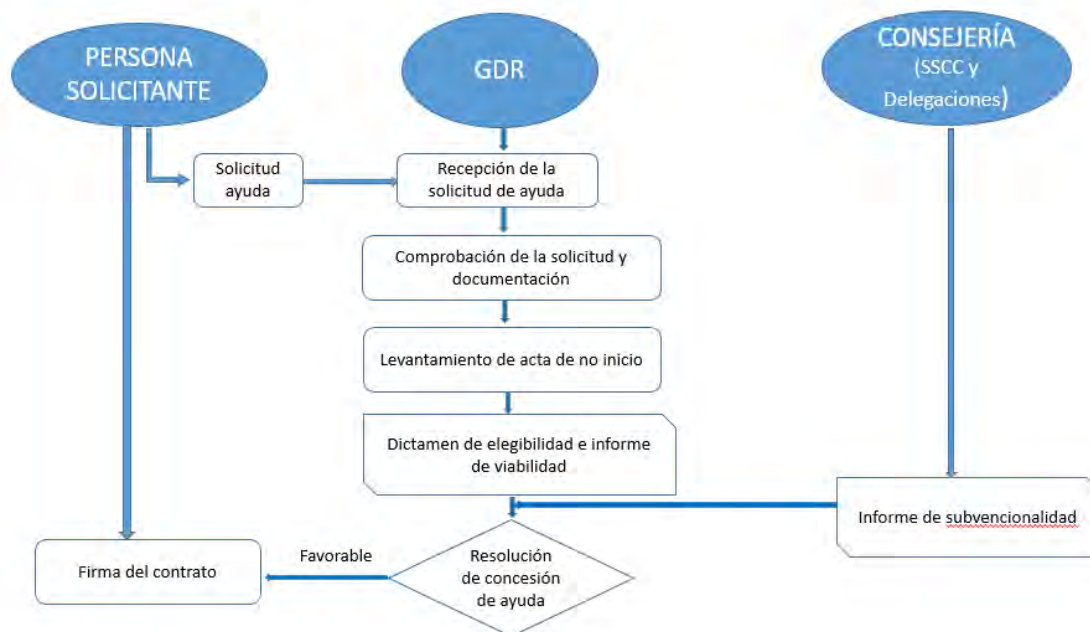 PERSONA
SOLICITANTE
GDR
CONSEJERÍA
(SSCC y
Delegaciones)
Solicitud
ayuda
Recepción de la
solicitud de ayuda
Comprobación de la solicitud y
documentación
Levantamiento de acta de no inicio
Dictamen de elegibilidad e informe
de viabilidad
Informe de subvencionalidad
Resolución
de concesión
de ayuda
Favorable
Firma del contrato